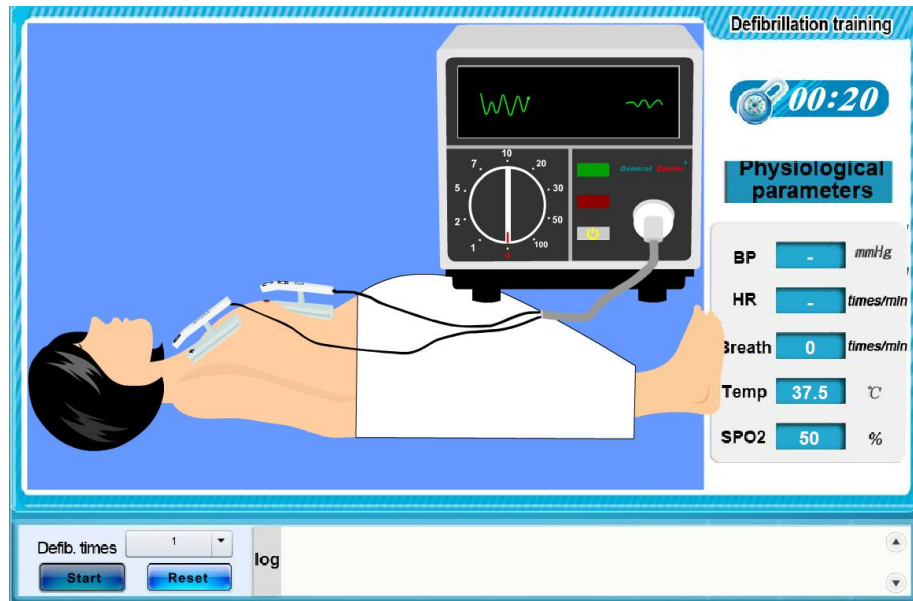 Defibrillation training
00:20
Physiological
parameters
10
7. 20
5. 30
2. 50
1 100
0
General Doctor
BP - mmHg
HR - times/min
Breath 0 times/min
Temp 37.5 ℃
SPO2 50 %
Defib. times 1
Start Reset
log